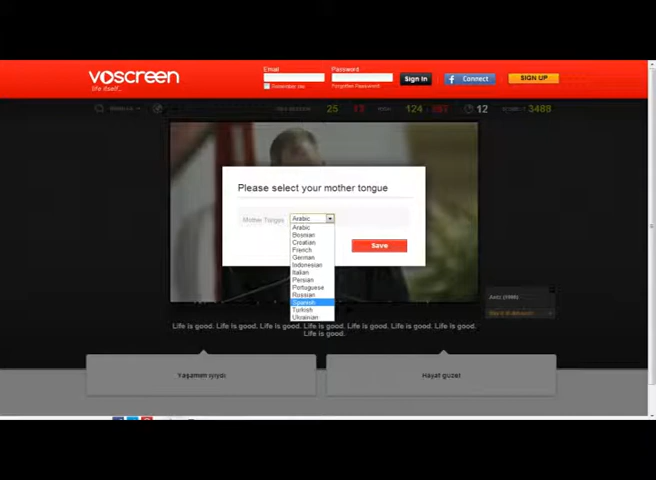 voscreen
life itself...
Email
Password
Sign in
Connect
SIGN UP
Remember me
Forgotten Password?
25
124
12
3488
Please select your mother tongue
Mother Tongue
Arabic
Save
Arabic
Bosnian
Croatian
French
German
Indonesian
Italian
Persian
Portuguese
Russian
Spanish
Turkish
Ukrainian
Life is good. Life is good. Life is good. Life is good. Life is good. Life is good. Life is good.
Life is good.
Yaşamım iyiydi
Hayat güzel